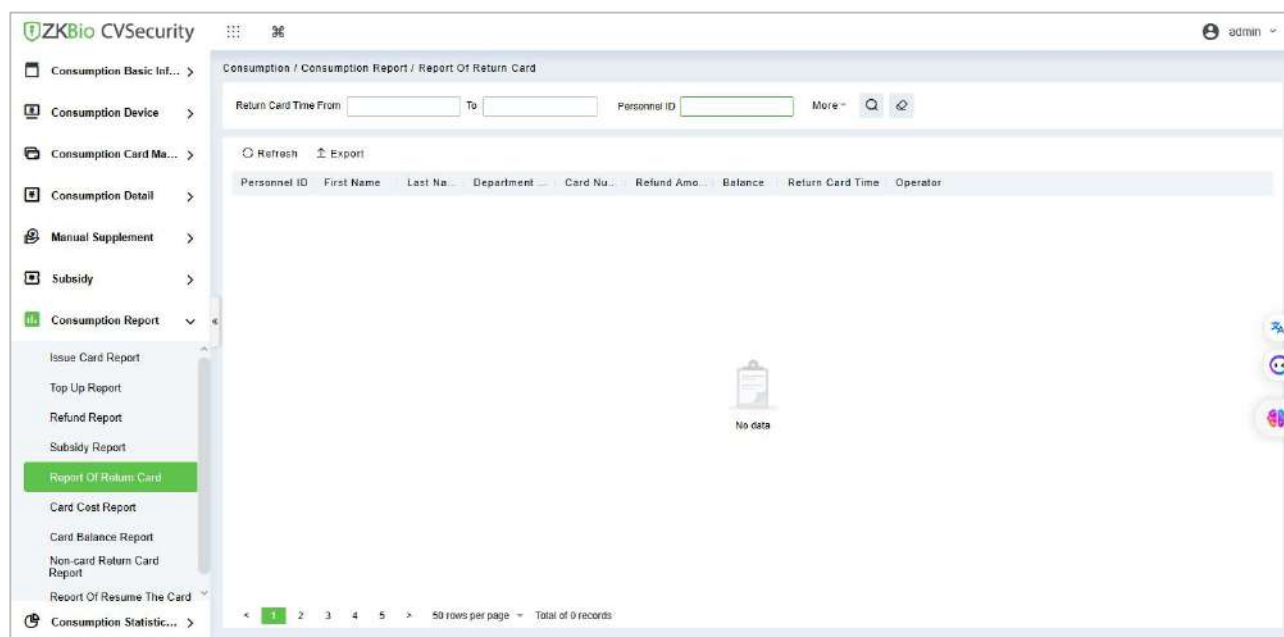 ZKBio CVSecurity
admin
Consumption Basic Inf... >
Consumption Device >
Consumption Card Ma... >
Consumption Detail >
Manual Supplement >
Subsidy >
Consumption Report
Issue Card Report
Top Up Report
Refund Report
Subsidy Report
Report Of Return Card
Card Cost Report
Card Balance Report
Non-card Return Card
Report
Report Of Resume The Card
Consumption Statistic... >
Consumption / Consumption Report / Report Of Return Card
Return Card Time From To Personnel ID More
Refresh Export
Personnel ID First Name Last Na... Department ... Card Nu... Refund Amo... Balance Return Card Time Operator
No data
< 1 2 3 4 5 > 50 rows per page Total of 0 records